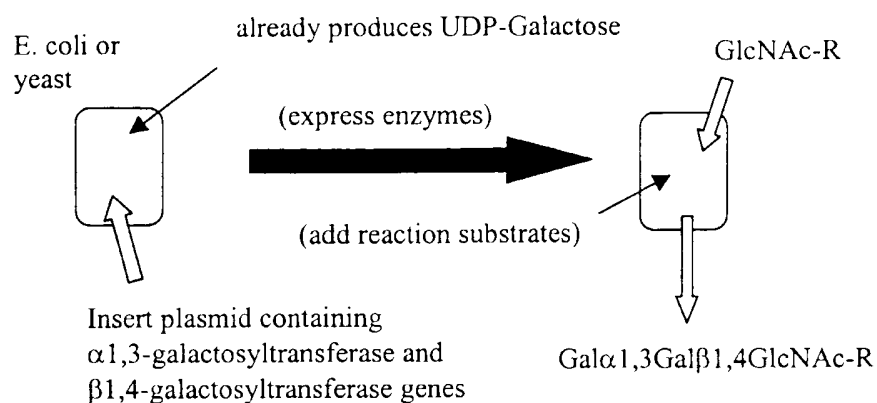 already produces UDP-Galactose
E. coli or
yeast
GlcNAc-R
(express enzymes)
(add reaction substrates)
Insert plasmid containing
α1,3-galactosyltransferase and
β1,4-galactosyltransferase genes
Galα1,3Galβ1,4GlcNAc-R